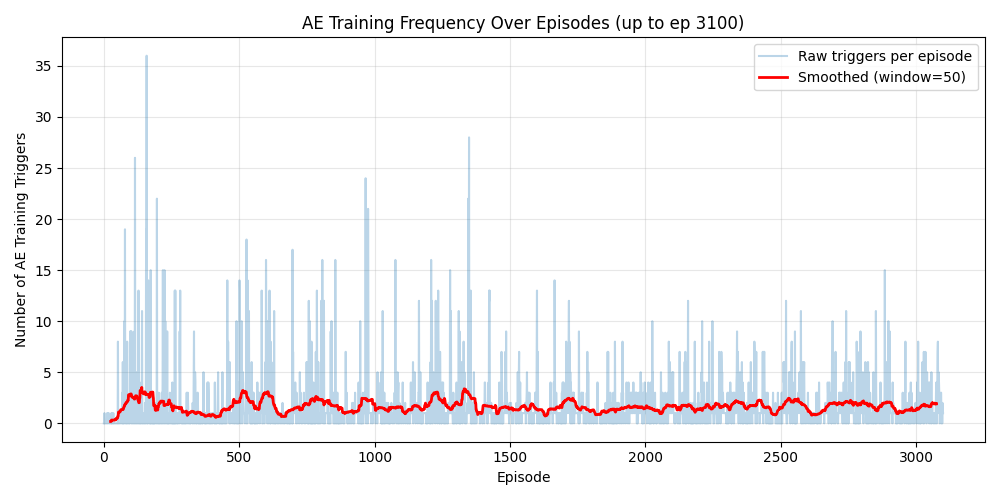 AE Training Frequency Over Episodes (up to ep 3100)
Raw triggers per episode
Smoothed (window=50)
Number of AE Training Triggers
35
30
25
20
15
10
5
0
0 500 1000 1500 2000 2500 3000
Episode